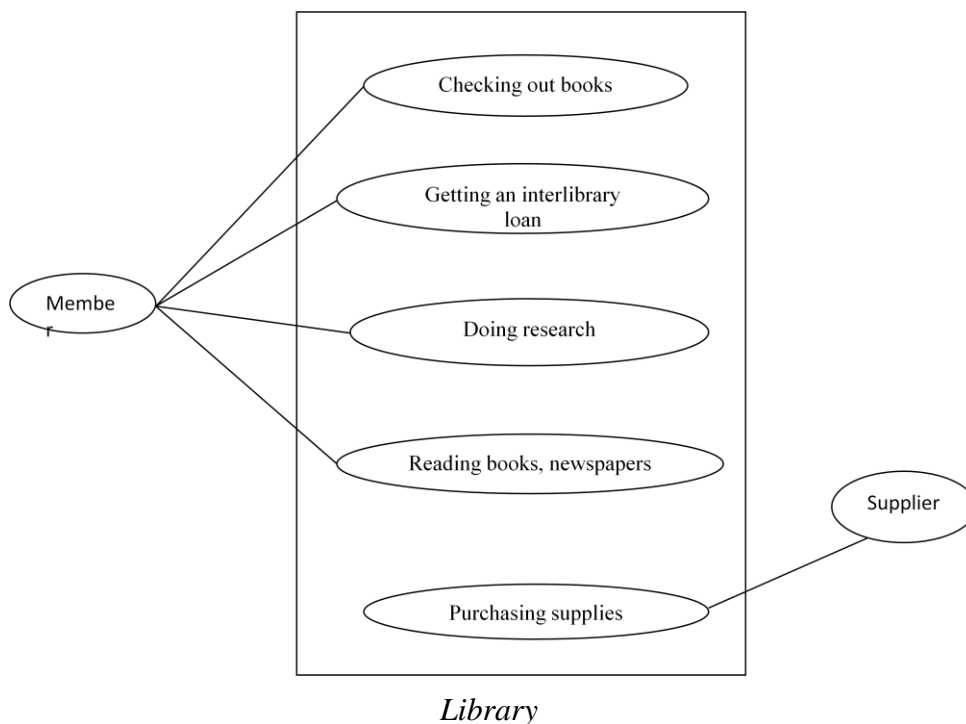 Checking out books
Getting an interlibrary
loan
Membe
r
Doing research
Reading books, newspapers
Supplier
Purchasing supplies
Library